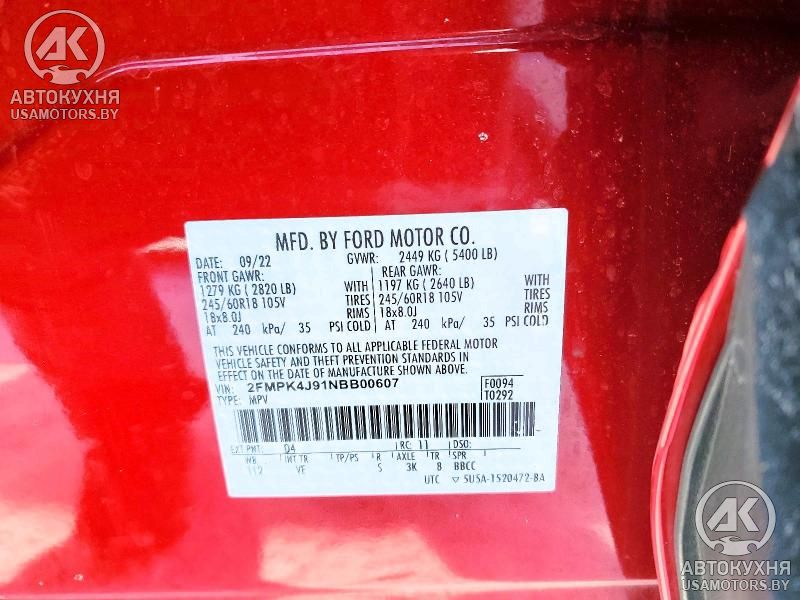 АК
АВТОКУХНЯ
USAMOTORS.BY
MFD. BY FORD MOTOR CO.
DATE: 09/22 GVWR: 2449 KG ( 5400 LB)
FRONT GAWR: REAR GAWR:
1279 KG ( 2820 LB) WITH 1197 KG ( 2640 LB) WITH
245/60R18 105V TIRES 245/60R18 105V TIRES
18x8.0J RIMS 18x8.0J RIMS
AT 240 kPa/ 35 PSI COLD AT 240 kPa/ 35 PSI COLD
THIS VEHICLE CONFORMS TO ALL APPLICABLE FEDERAL MOTOR
VEHICLE SAFETY AND THEFT PREVENTION STANDARDS IN
EFFECT ON THE DATE OF MANUFACTURE SHOWN ABOVE.
VIN: 2FMPK4J91NBB00607 F0094
TYPE: MPV T0292
EXT PNT: D4 RC: 11 DSO:
WB INT TR TP/PS R AXLE TR SPR
112 VE S 3K 8 BBCC
UTC ▽ 5U5A-1520472-BA
АК
АВТОКУХНЯ
USAMOTORS.BY